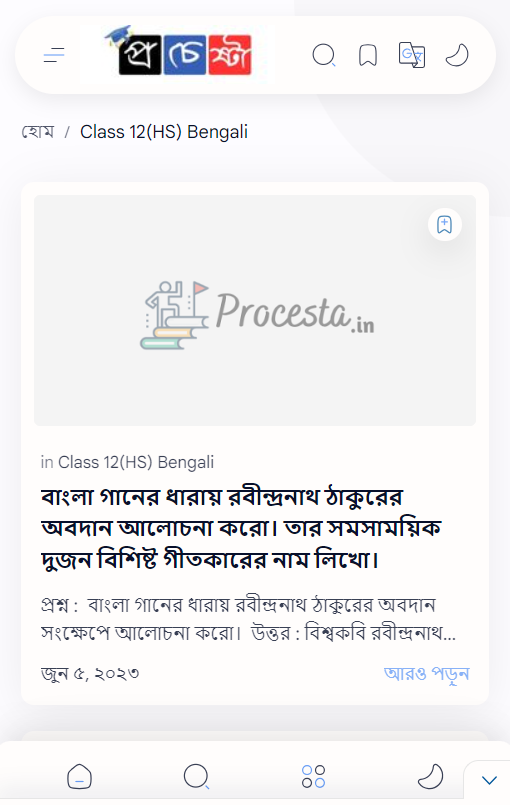 প্রচেষ্টা
হোম / Class 12(HS) Bengali
Procesta.in
in Class 12(HS) Bengali
বাংলা গানের ধারায় রবীন্দ্রনাথ ঠাকুরের
অবদান আলোচনা করো। তার সমসাময়িক
দুজন বিশিষ্ট গীতকারের নাম লিখো।
প্রশ্ন : বাংলা গানের ধারায় রবীন্দ্রনাথ ঠাকুরের অবদান
সংক্ষেপে আলোচনা করো। উত্তর : বিশ্বকবি রবীন্দ্রনাথ...
জুন ৫, ২০২৩ আরও পড়ুন